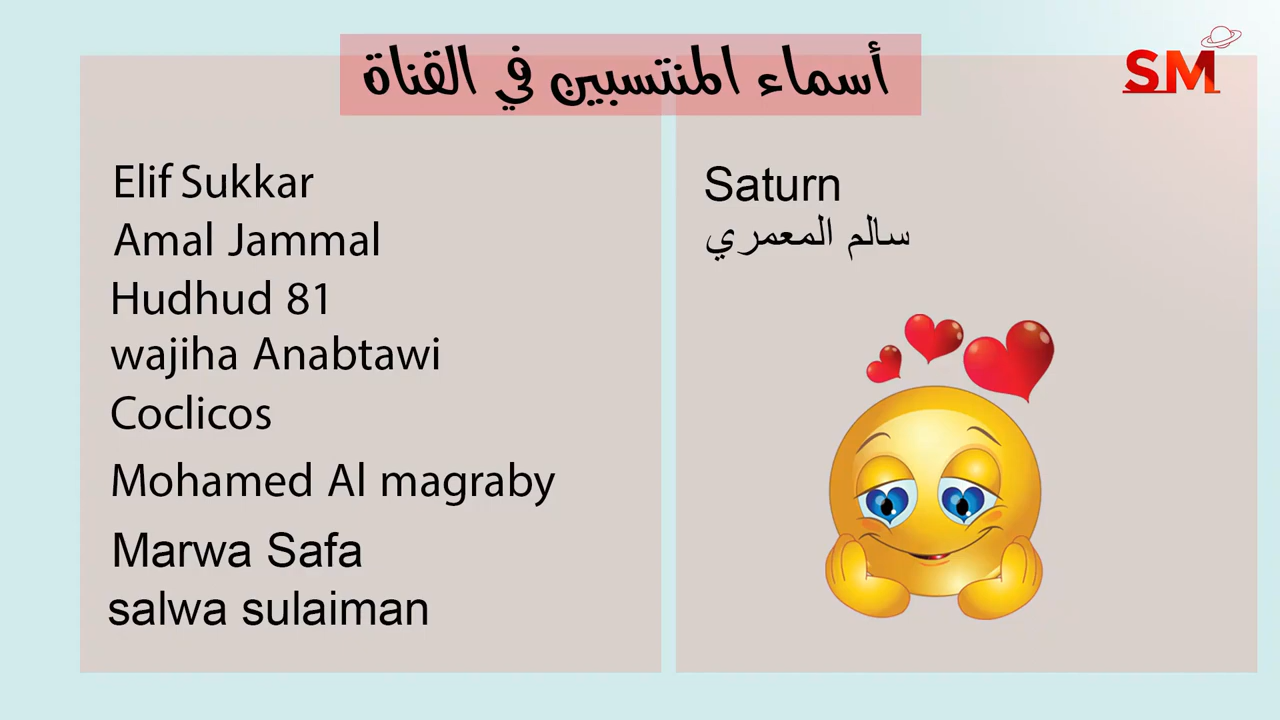 أسماء المنتسبين في القناة
SM
Elif Sukkar
Amal Jammal
Hudhud 81
wajiha Anabtawi
Coclicos
Mohamed Al magraby
Marwa Safa
salwa sulaiman
Saturn
سالم المعمري